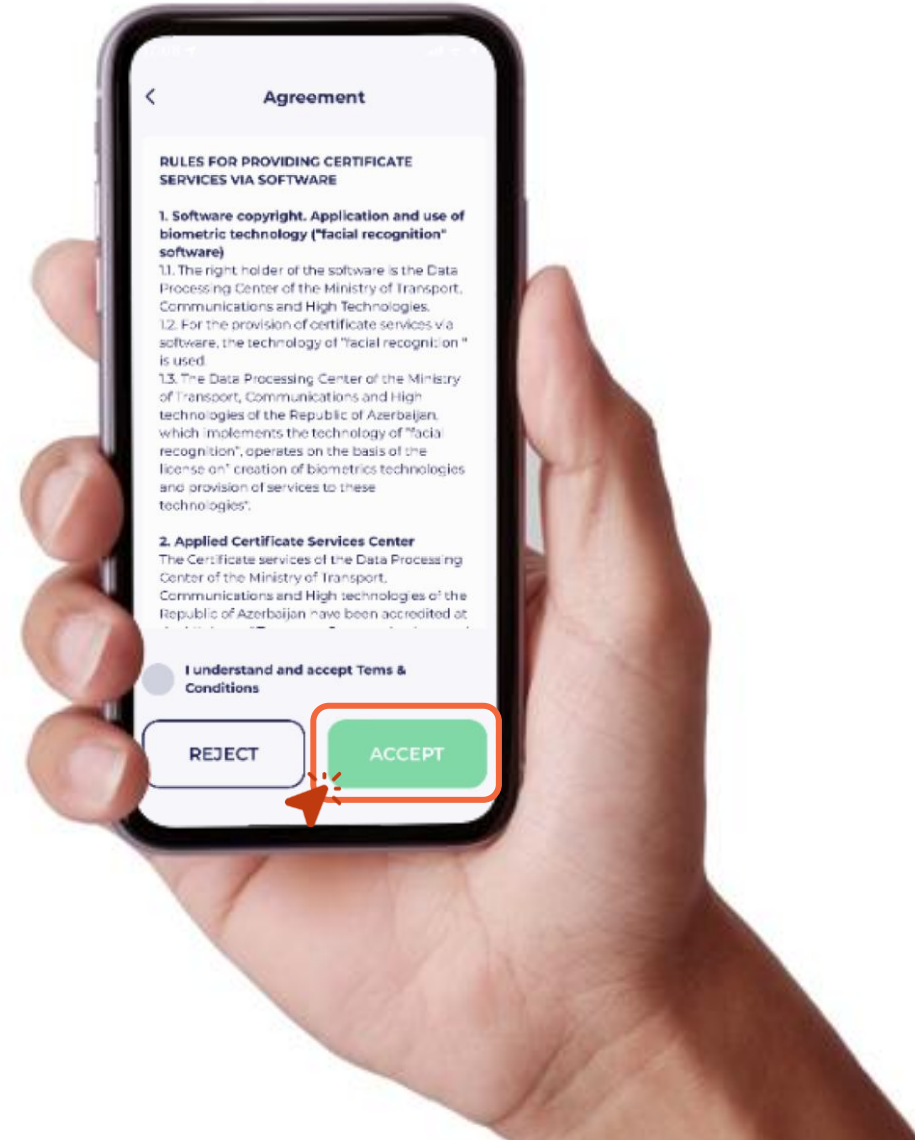 Agreement
RULES FOR PROVIDING CERTIFICATE
SERVICES VIA SOFTWARE
1. Software copyright. Application and use of
biometric technology ("facial recognition"
software)
1.1. The right holder of the software is the Data
Processing Center of the Ministry of Transport,
Communications and High Technologies.
1.2. For the provision of certificate services via
software, the technology of "facial recognition "
is used.
1.3. The Data Processing Center of the Ministry
of Transport, Communications and High
technologies of the Republic of Azerbaijan,
which implements the technology of "facial
recognition", operates on the basis of the
license on" creation of biometrics technologies
and provision of services to these
technologies".
2. Applied Certificate Services Center
The Certificate services of the Data Processing
Center of the Ministry of Transport,
Communications and High technologies of the
Republic of Azerbaijan have been accredited at
I understand and accept Tems &
Conditions
REJECT
ACCEPT